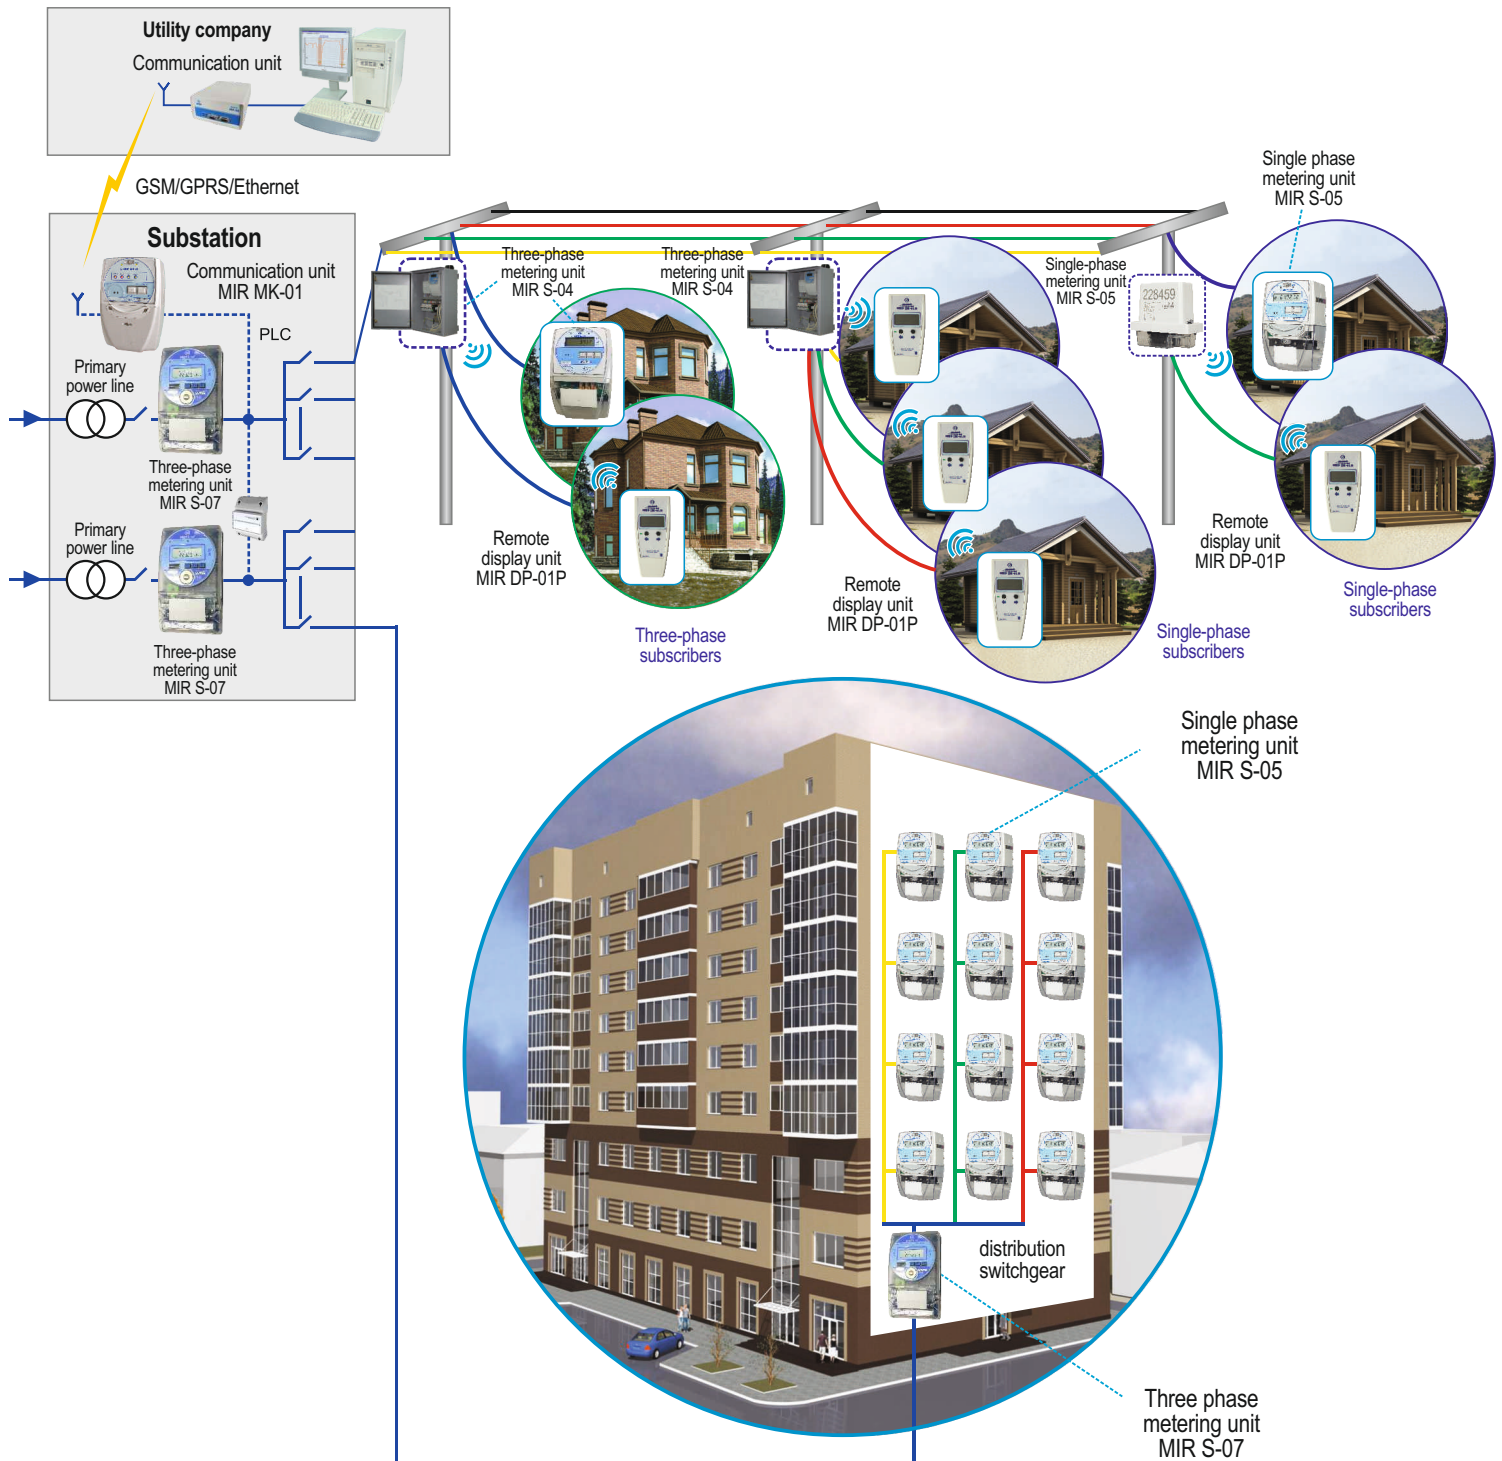 Utility company
Communication unit
GSM/GPRS/Ethernet
Substation
Communication unit
MIR MK-01
PLC
Primary
power line
Three-phase
metering unit
MIR S-07
Primary
power line
Three-phase
metering unit
MIR S-07
Three-phase
metering unit
MIR S-04
Three-phase
metering unit
MIR S-04
Single-phase
metering unit
MIR S-05
Single phase
metering unit
MIR S-05
228459
Remote
display unit
MIR DP-01P
Three-phase
subscribers
Remote
display unit
MIR DP-01P
Single-phase
subscribers
Remote
display unit
MIR DP-01P
Single-phase
subscribers
Single phase
metering unit
MIR S-05
distribution
switchgear
Three phase
metering unit
MIR S-07